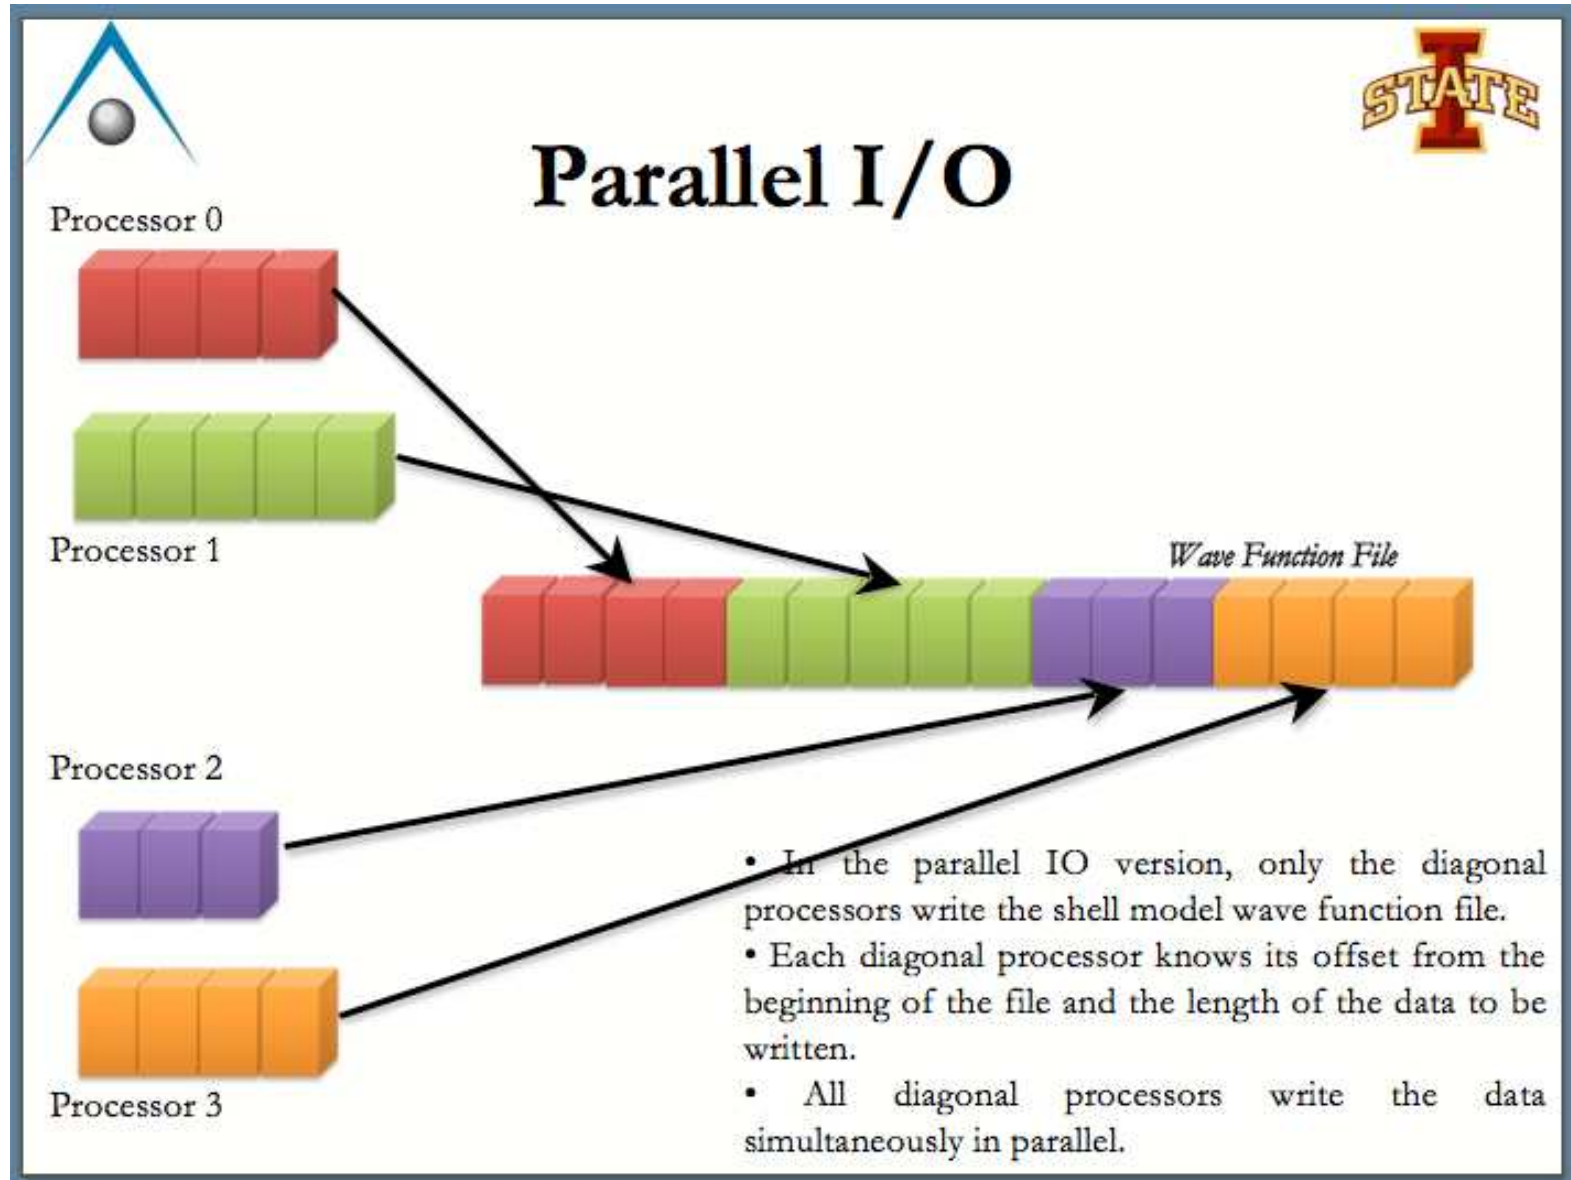 I
STATE
Parallel I/O
Processor 0
Processor 1
Wave Function File
Processor 2
• In the parallel IO version, only the diagonal
processors write the shell model wave function file.
• Each diagonal processor knows its offset from the
beginning of the file and the length of the data to be
written.
• All diagonal processors write the data
simultaneously in parallel.
Processor 3